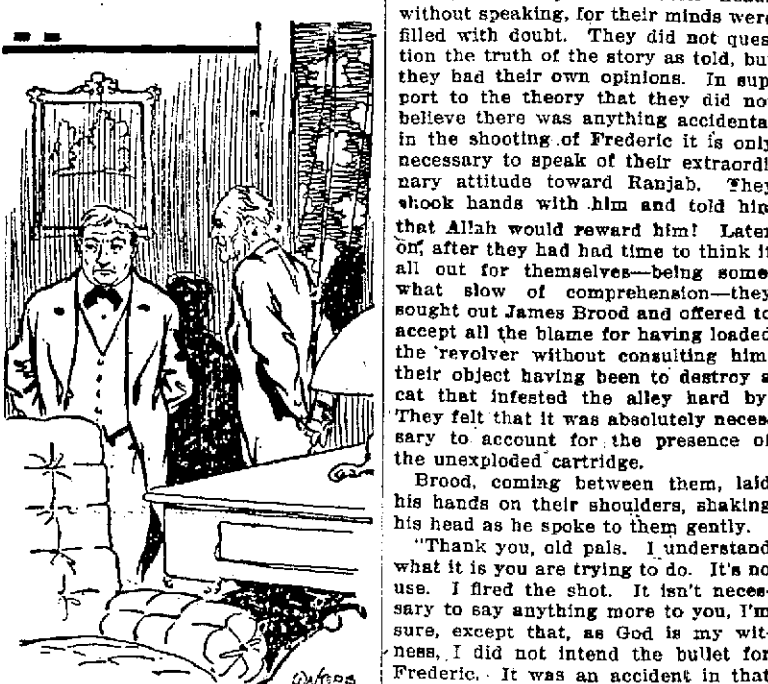 without speaking, for their minds were
filled with doubt. They did not ques
tion the truth of the story as told, but
they had their own opinions. In sup
port to the theory that they did no
believe there was anything accidenta
in the shooting of Frederic it is only
necessary to speak of their extraordi
nary attitude toward Ranjab. They
shook hands with him and told him
that Allah would reward him! Later
on, after they had had time to think it
all out for themselves—being some
what slow of comprehension—they
sought out James Brood and offered to
accept all the blame for having loaded
the revolver without consulting him
their object having been to destroy a
cat that infested the alley hard by
They felt that it was absolutely neces
sary to account for the presence of
the unexploded cartridge.
Brood, coming between them, laid
his hands on their shoulders, shaking
his head as he spoke to them gently.
"Thank you, old pals. I understand
what it is you are trying to do. It's no
use. I fired the shot. It isn't neces-
sary to say anything more to you, I'm
sure, except that, as God is my wit-
ness, I did not intend the bullet for
Frederic. It was an accident in that